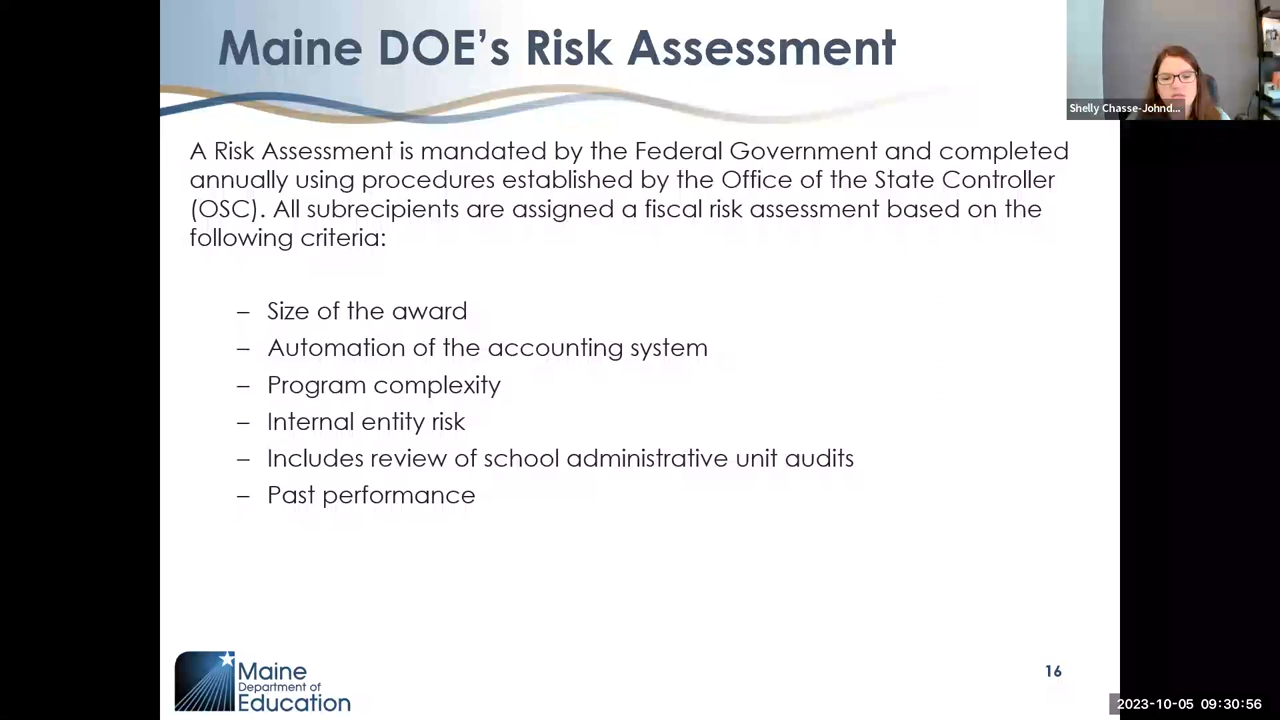 Maine DOE's Risk Assessment
Shelly Chasse-Johnd...
A Risk Assessment is mandated by the Federal Government and completed
annually using procedures established by the Office of the State Controller
(OSC). All subrecipients are assigned a fiscal risk assessment based on the
following criteria:
– Size of the award
– Automation of the accounting system
– Program complexity
– Internal entity risk
– Includes review of school administrative unit audits
– Past performance
Maine
Department of
Education
16
2023-10-05 09:30:56